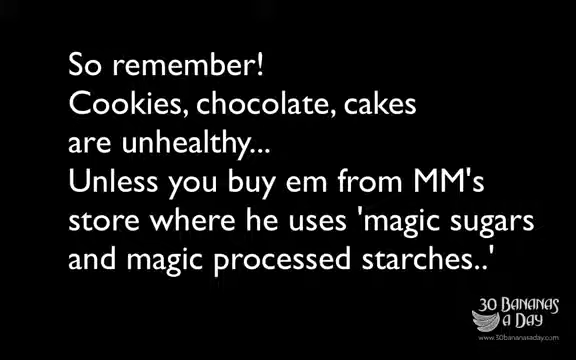 So remember!
Cookies, chocolate, cakes
are unhealthy...
Unless you buy em from MM's
store where he uses 'magic sugars
and magic processed starches..'
30 BANANAS
A DAY
www.30bananasaday.com